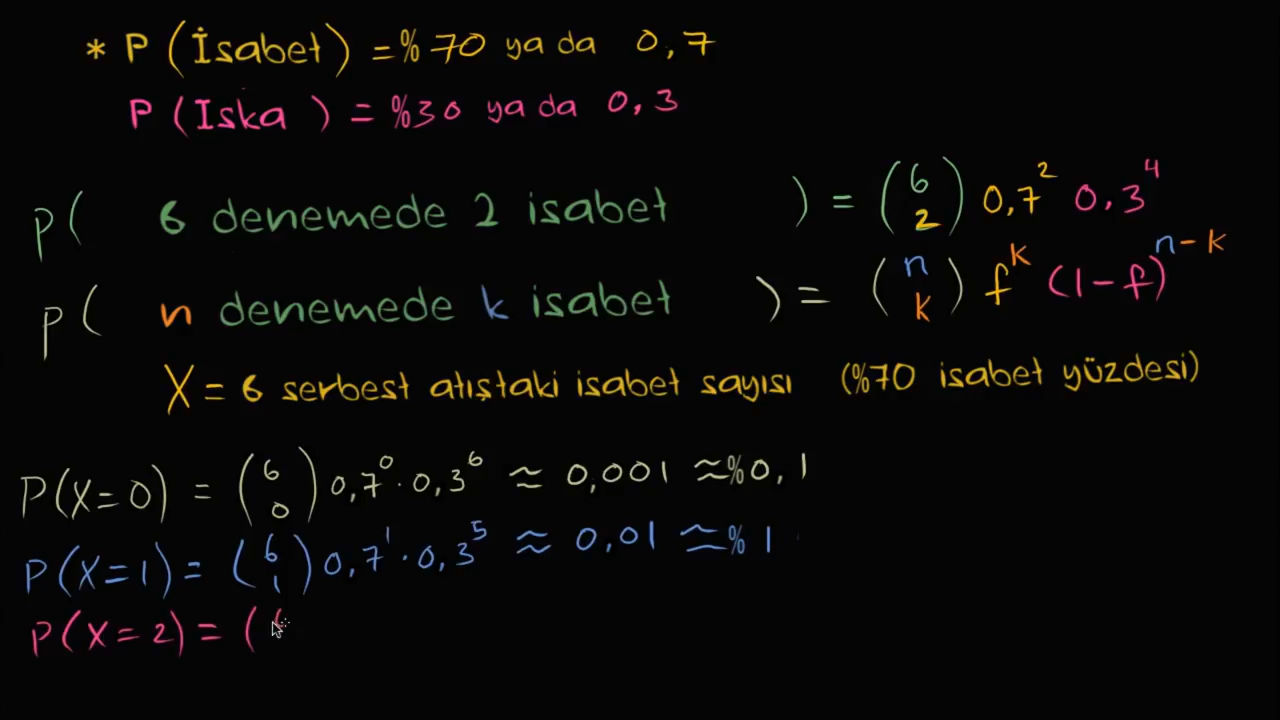 * P (İsabet) = %70 ya da 0,7
P (Iska) = %30 ya da 0,3
P( 6 denemede 2 isabet ) = (6 2) 0,7² 0,3⁴
P( n denemede k isabet ) = (n k) f^k (1-f)^n-k
X = 6 serbest atıştaki isabet sayısı (%70 isabet yüzdesi)
P(X=0) = (6 0) 0,7⁰ · 0,3⁶ ≈ 0,001 ≈ %0,1
P(X=1) = (6 1) 0,7¹ · 0,3⁵ ≈ 0,01 ≈ %1
P(X=2) = (